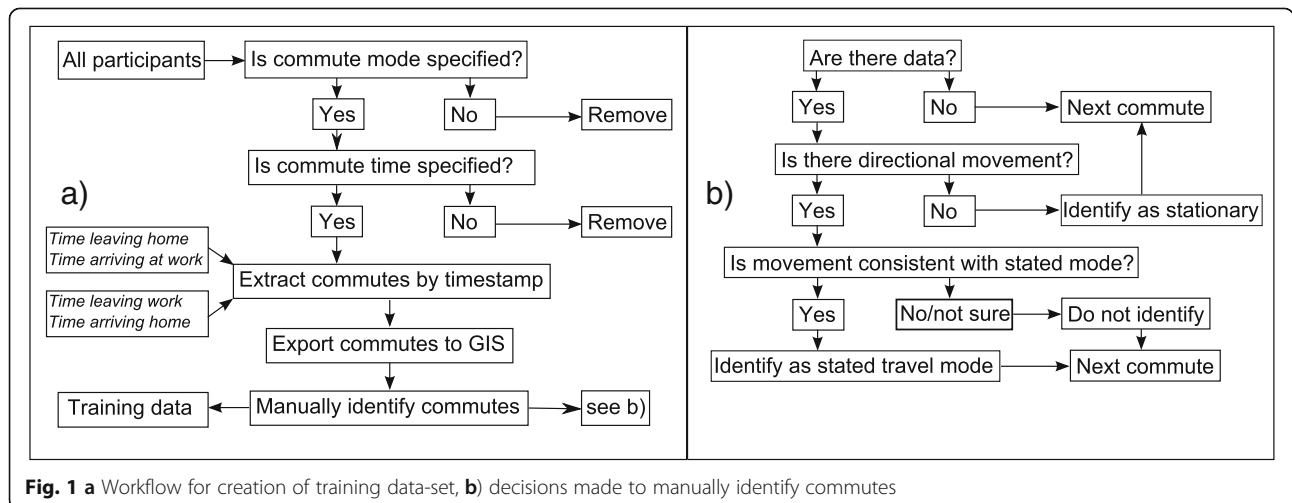 All participants
Is commute mode specified?
Yes
No
Remove
Is commute time specified?
a)
Yes
No
Remove
Time leaving home
Time arriving at work
Extract commutes by timestamp
Time leaving work
Time arriving home
Export commutes to GIS
Training data
Manually identify commutes
see b)
Are there data?
Yes
No
Next commute
Is there directional movement?
b)
Yes
No
Identify as stationary
Is movement consistent with stated mode?
Yes
No/not sure
Do not identify
Identify as stated travel mode
Next commute
Fig. 1 a Workflow for creation of training data-set, b) decisions made to manually identify commutes